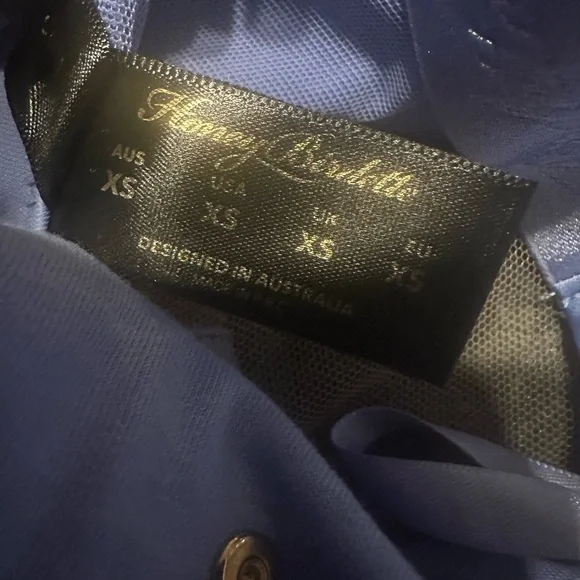 Honey Birdette
AUS USA UK EU
XS XS XS XS
DESIGNED IN AUSTRALIA